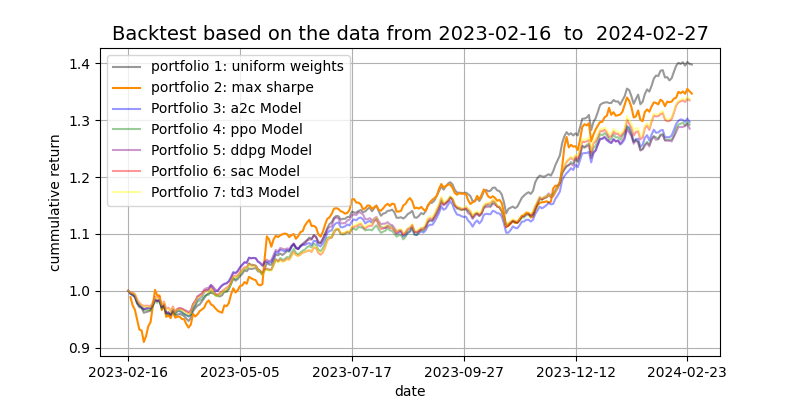 Backtest based on the data from 2023-02-16  to  2024-02-27
portfolio 1: uniform weights
portfolio 2: max sharpe
Portfolio 3: a2c Model
Portfolio 4: ppo Model
Portfolio 5: ddpg Model
Portfolio 6: sac Model
Portfolio 7: td3 Model
cummulative return
1.4
1.3
1.2
1.1
1.0
0.9
2023-02-16
2023-05-05
2023-07-17
2023-09-27
2023-12-12
2024-02-23
date